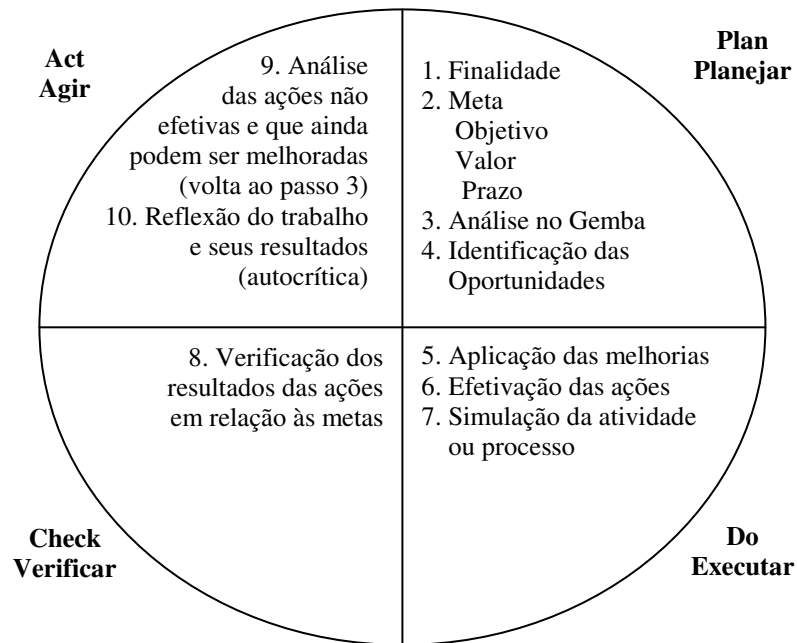 Plan
Planejar
1. Finalidade
2. Meta
Objetivo
Valor
Prazo
3. Análise no Gemba
4. Identificação das
Oportunidades
5. Aplicação das melhorias
6. Efetivação das ações
7. Simulação da atividade
ou processo
Do
Executar
8. Verificação dos
resultados das ações
em relação às metas
Check
Verificar
Act
Agir
9. Análise
das ações não
efetivas e que ainda
podem ser melhoradas
(volta ao passo 3)
10. Reflexão do trabalho
e seus resultados
(autocrítica)